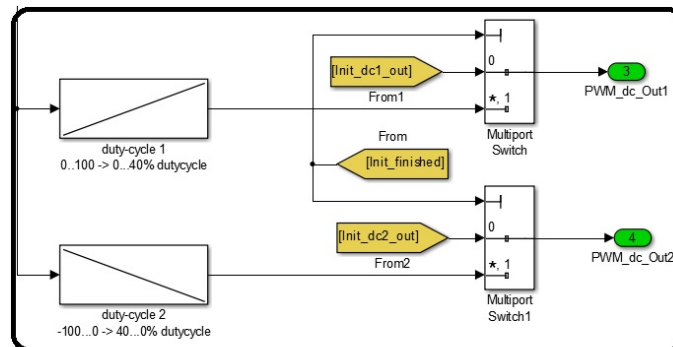 0
[Init_dc1_out]
3
From1
PWM_dc_Out1
*, 1
duty-cycle 1
0..100 -> 0...40% dutycycle
From
Multiport
Switch
[Init_finished]
0
[Init_dc2_out]
4
From2
PWM_dc_Out2
*, 1
duty-cycle 2
-100...0 -> 40...0% dutycycle
Multiport
Switch1